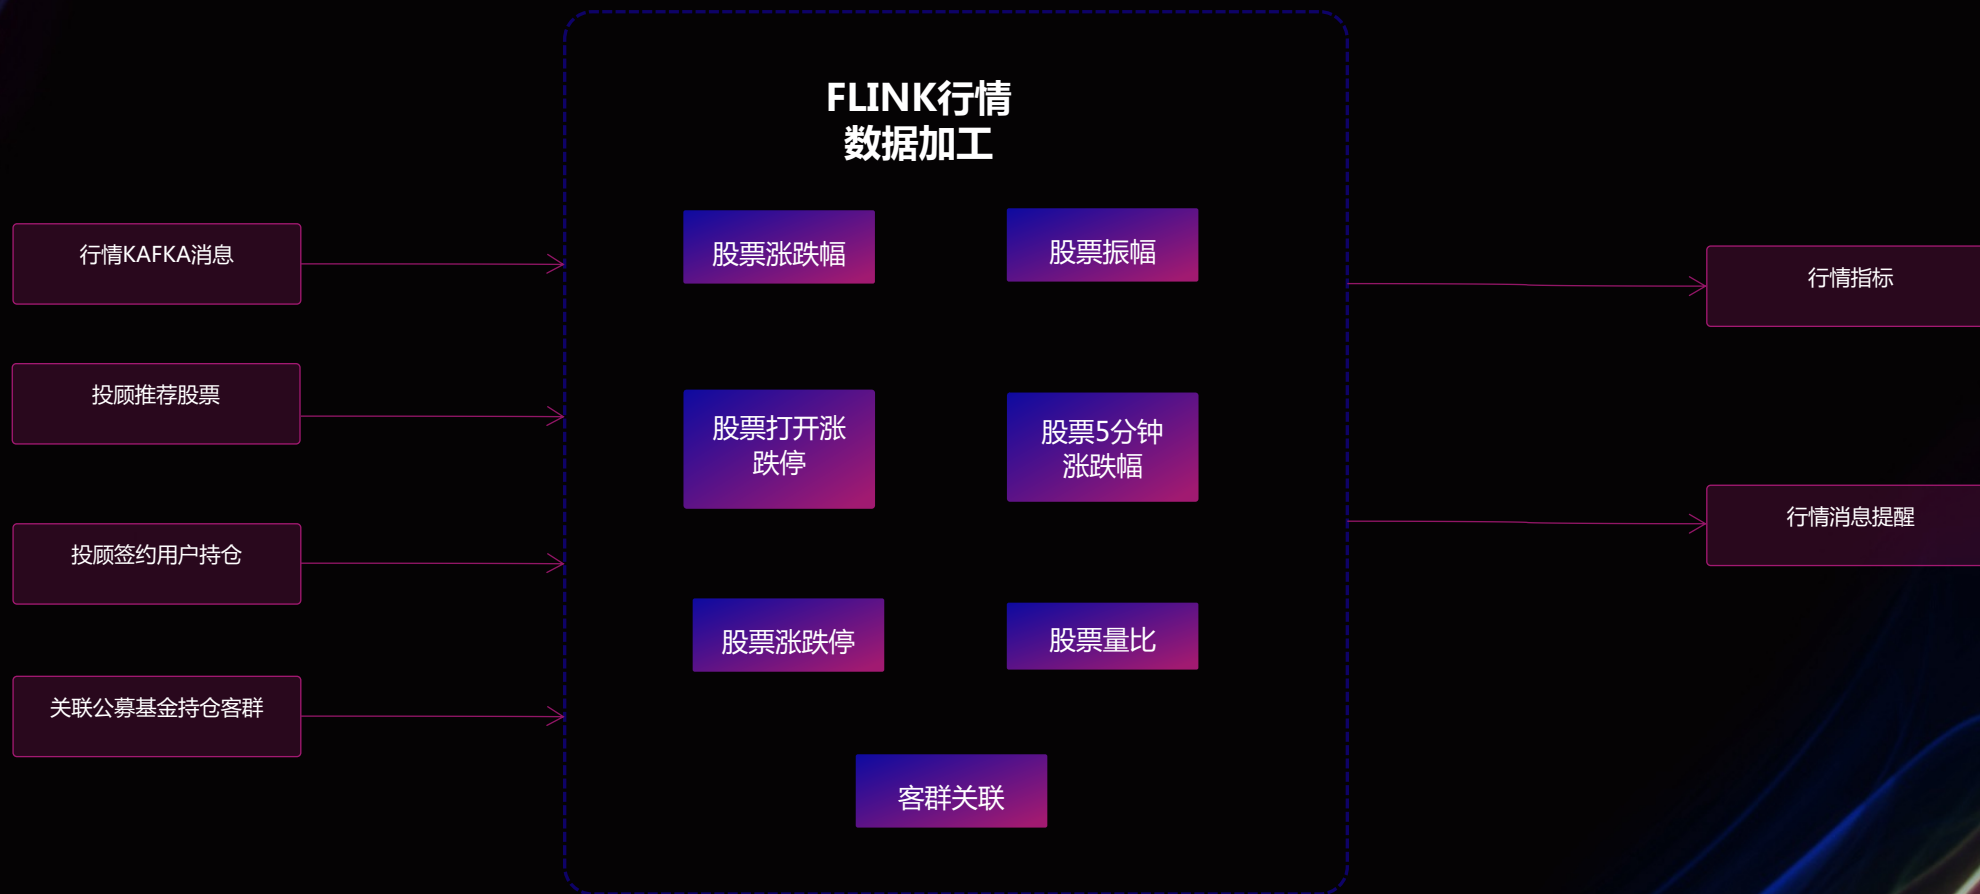 FLINK行情
数据加工
行情KAFKA消息
投顾推荐股票
投顾签约用户持仓
关联公募基金持仓客群
股票涨跌幅
股票振幅
股票打开涨
跌停
股票5分钟
涨跌幅
股票涨跌停
股票量比
客群关联
行情指标
行情消息提醒